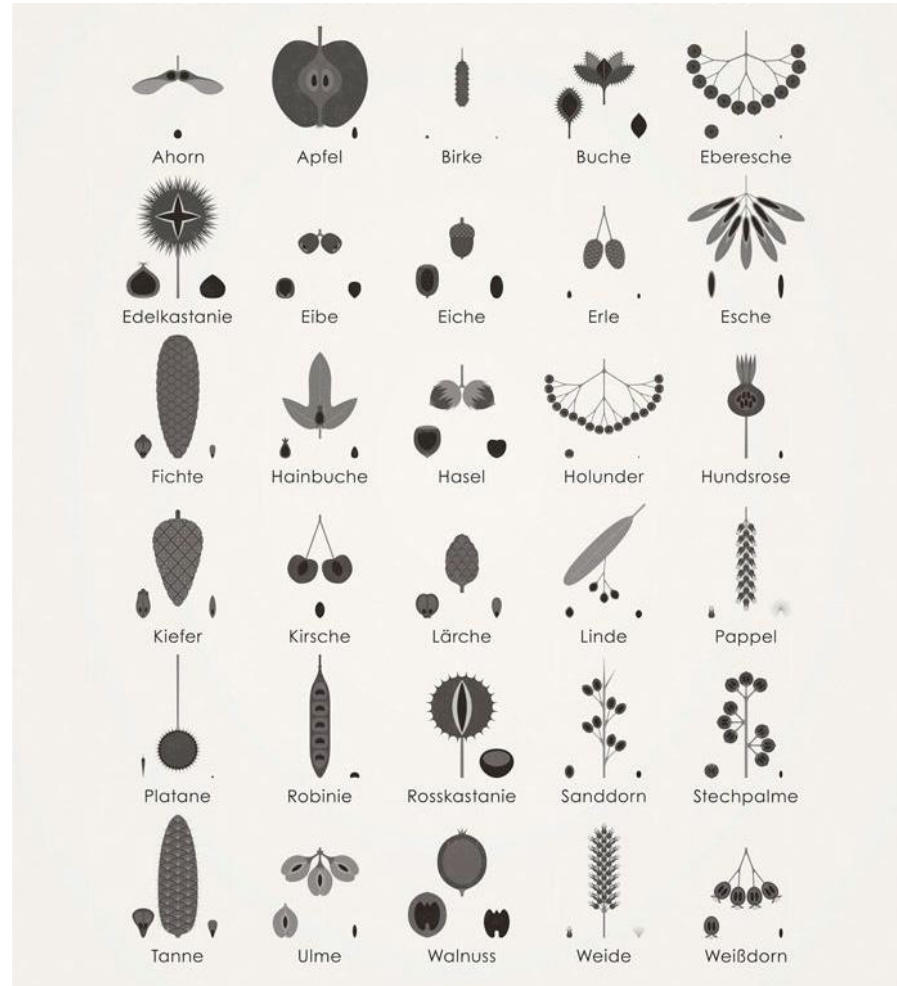 Ahorn Apfel Birke Buche Eberesche
Edelkastanie Eibe Eiche Erle Esche
Fichte Hainbuche Hasel Holunder Hundsrose
Kiefer Kirsche Lärche Linde Pappel
Platane Robinie Rosskastanie Sanddorn Stechpalme
Tanne Ulme Walnuss Weide Weißdorn